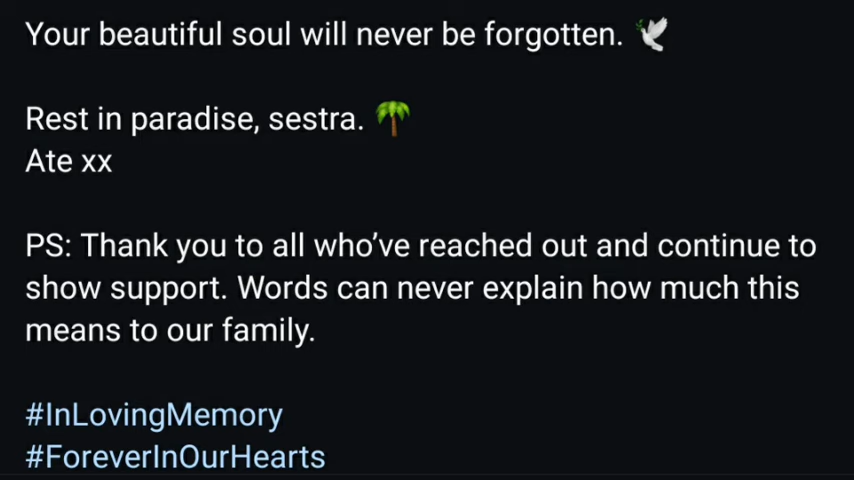 Your beautiful soul will never be forgotten. 🕊️
Rest in paradise, sestra. 🌴
Ate xx
PS: Thank you to all who’ve reached out and continue to
show support. Words can never explain how much this
means to our family.
#InLovingMemory
#ForeverInOurHearts